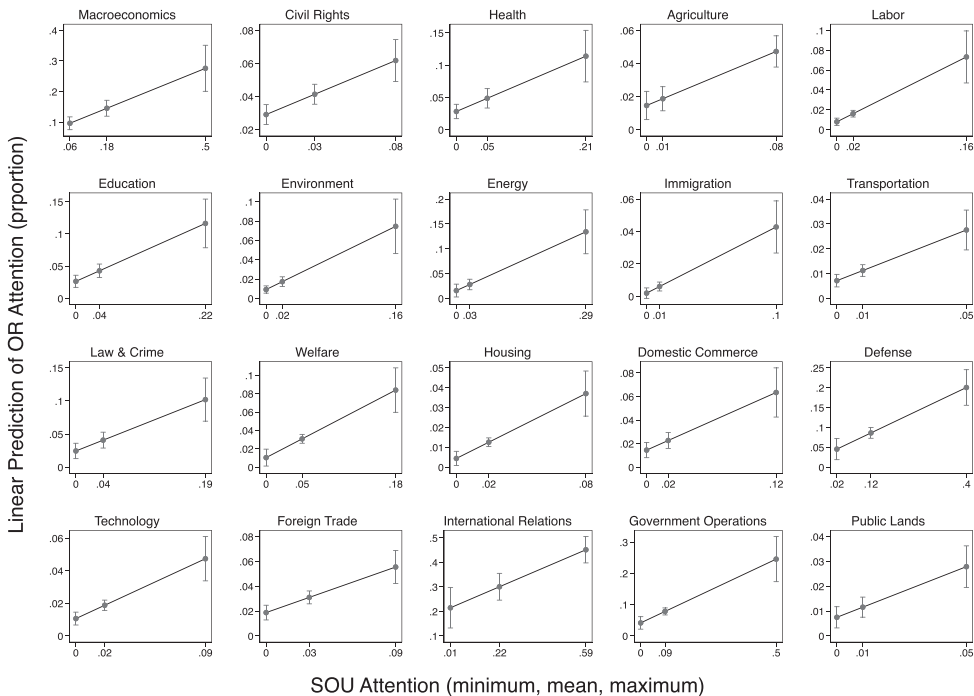 Macroeconomics
.4
.3
.2
.1
.06 .18 .5
Civil Rights
.08
.06
.04
.02
0 .03 .08
Health
.15
.1
.05
0
0 .05 .21
Agriculture
.06
.04
.02
0
0 .01 .08
Labor
.1
.08
.06
.04
.02
0
0 .02 .16
Education
.15
.1
.05
0
0 .04 .22
Environment
.1
.08
.06
.04
.02
0
0 .02 .16
Energy
.2
.15
.1
.05
0
0 .03 .29
Immigration
.06
.04
.02
0
0 .01 .1
Transportation
.04
.03
.02
.01
0
0 .01 .05
Law & Crime
.15
.1
.05
0
0 .04 .19
Welfare
.1
.08
.06
.04
.02
0
0 .05 .18
Housing
.05
.04
.03
.02
.01
0
0 .02 .08
Domestic Commerce
.08
.06
.04
.02
0
0 .02 .12
Defense
.25
.2
.15
.1
.05
0
.02 .12 .4
Technology
.06
.04
.02
0
0 .02 .09
Foreign Trade
.08
.06
.04
.02
0
0 .03 .09
International Relations
.5
.4
.3
.2
.1
.01 .22 .59
Government Operations
.3
.2
.1
0
0 .09 .5
Public Lands
.04
.03
.02
.01
0
0 .01 .05
Linear Prediction of OR Attention (prportion)
SOU Attention (minimum, mean, maximum)